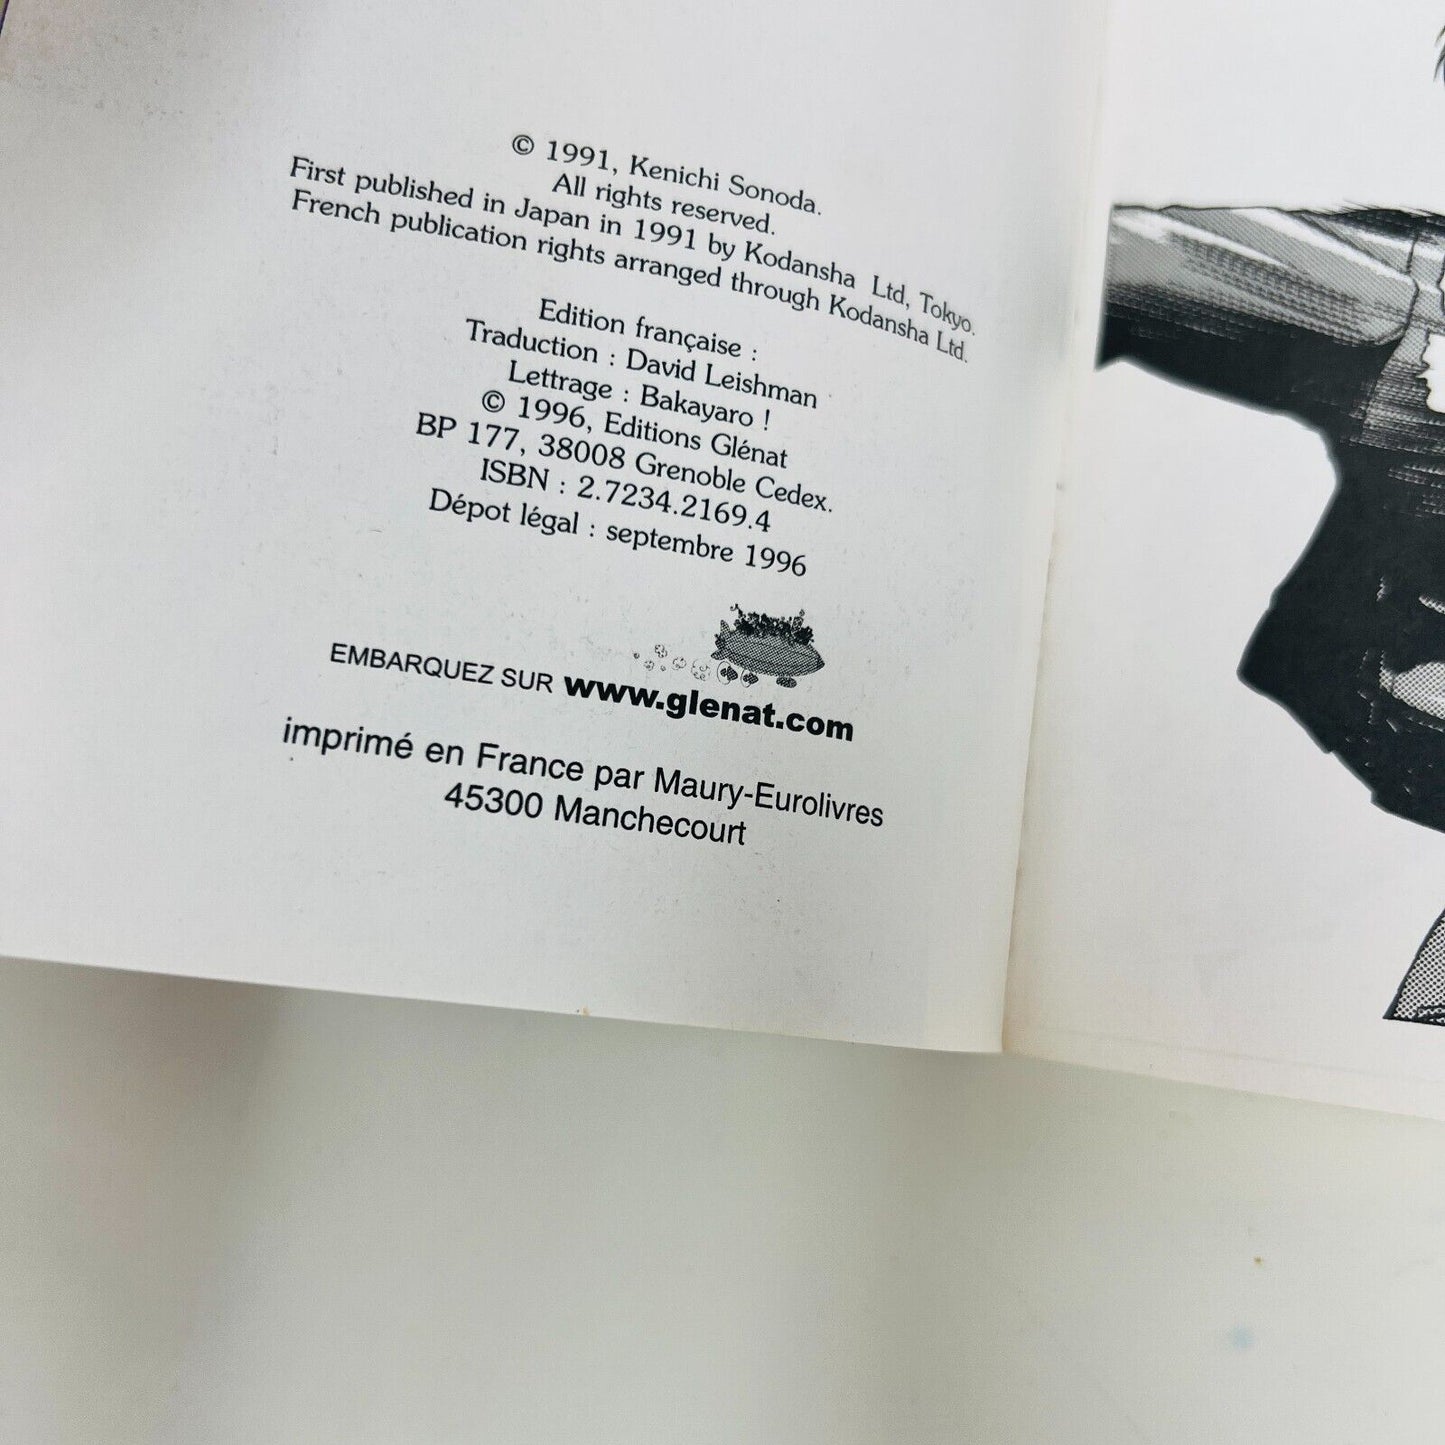 © 1991, Kenichi Sonoda.
All rights reserved.
First published in Japan in 1991 by Kodansha Ltd, Tokyo.
French publication rights arranged through Kodansha Ltd.
Edition française :
Traduction : David Leishman
Lettrage : Bakayaro !
© 1996, Editions Glénat
BP 177, 38008 Grenoble Cedex.
ISBN : 2.7234.2169.4
Dépot légal : septembre 1996
EMBARQUEZ SUR www.glenat.com
imprimé en France par Maury-Eurolivres
45300 Manchecourt